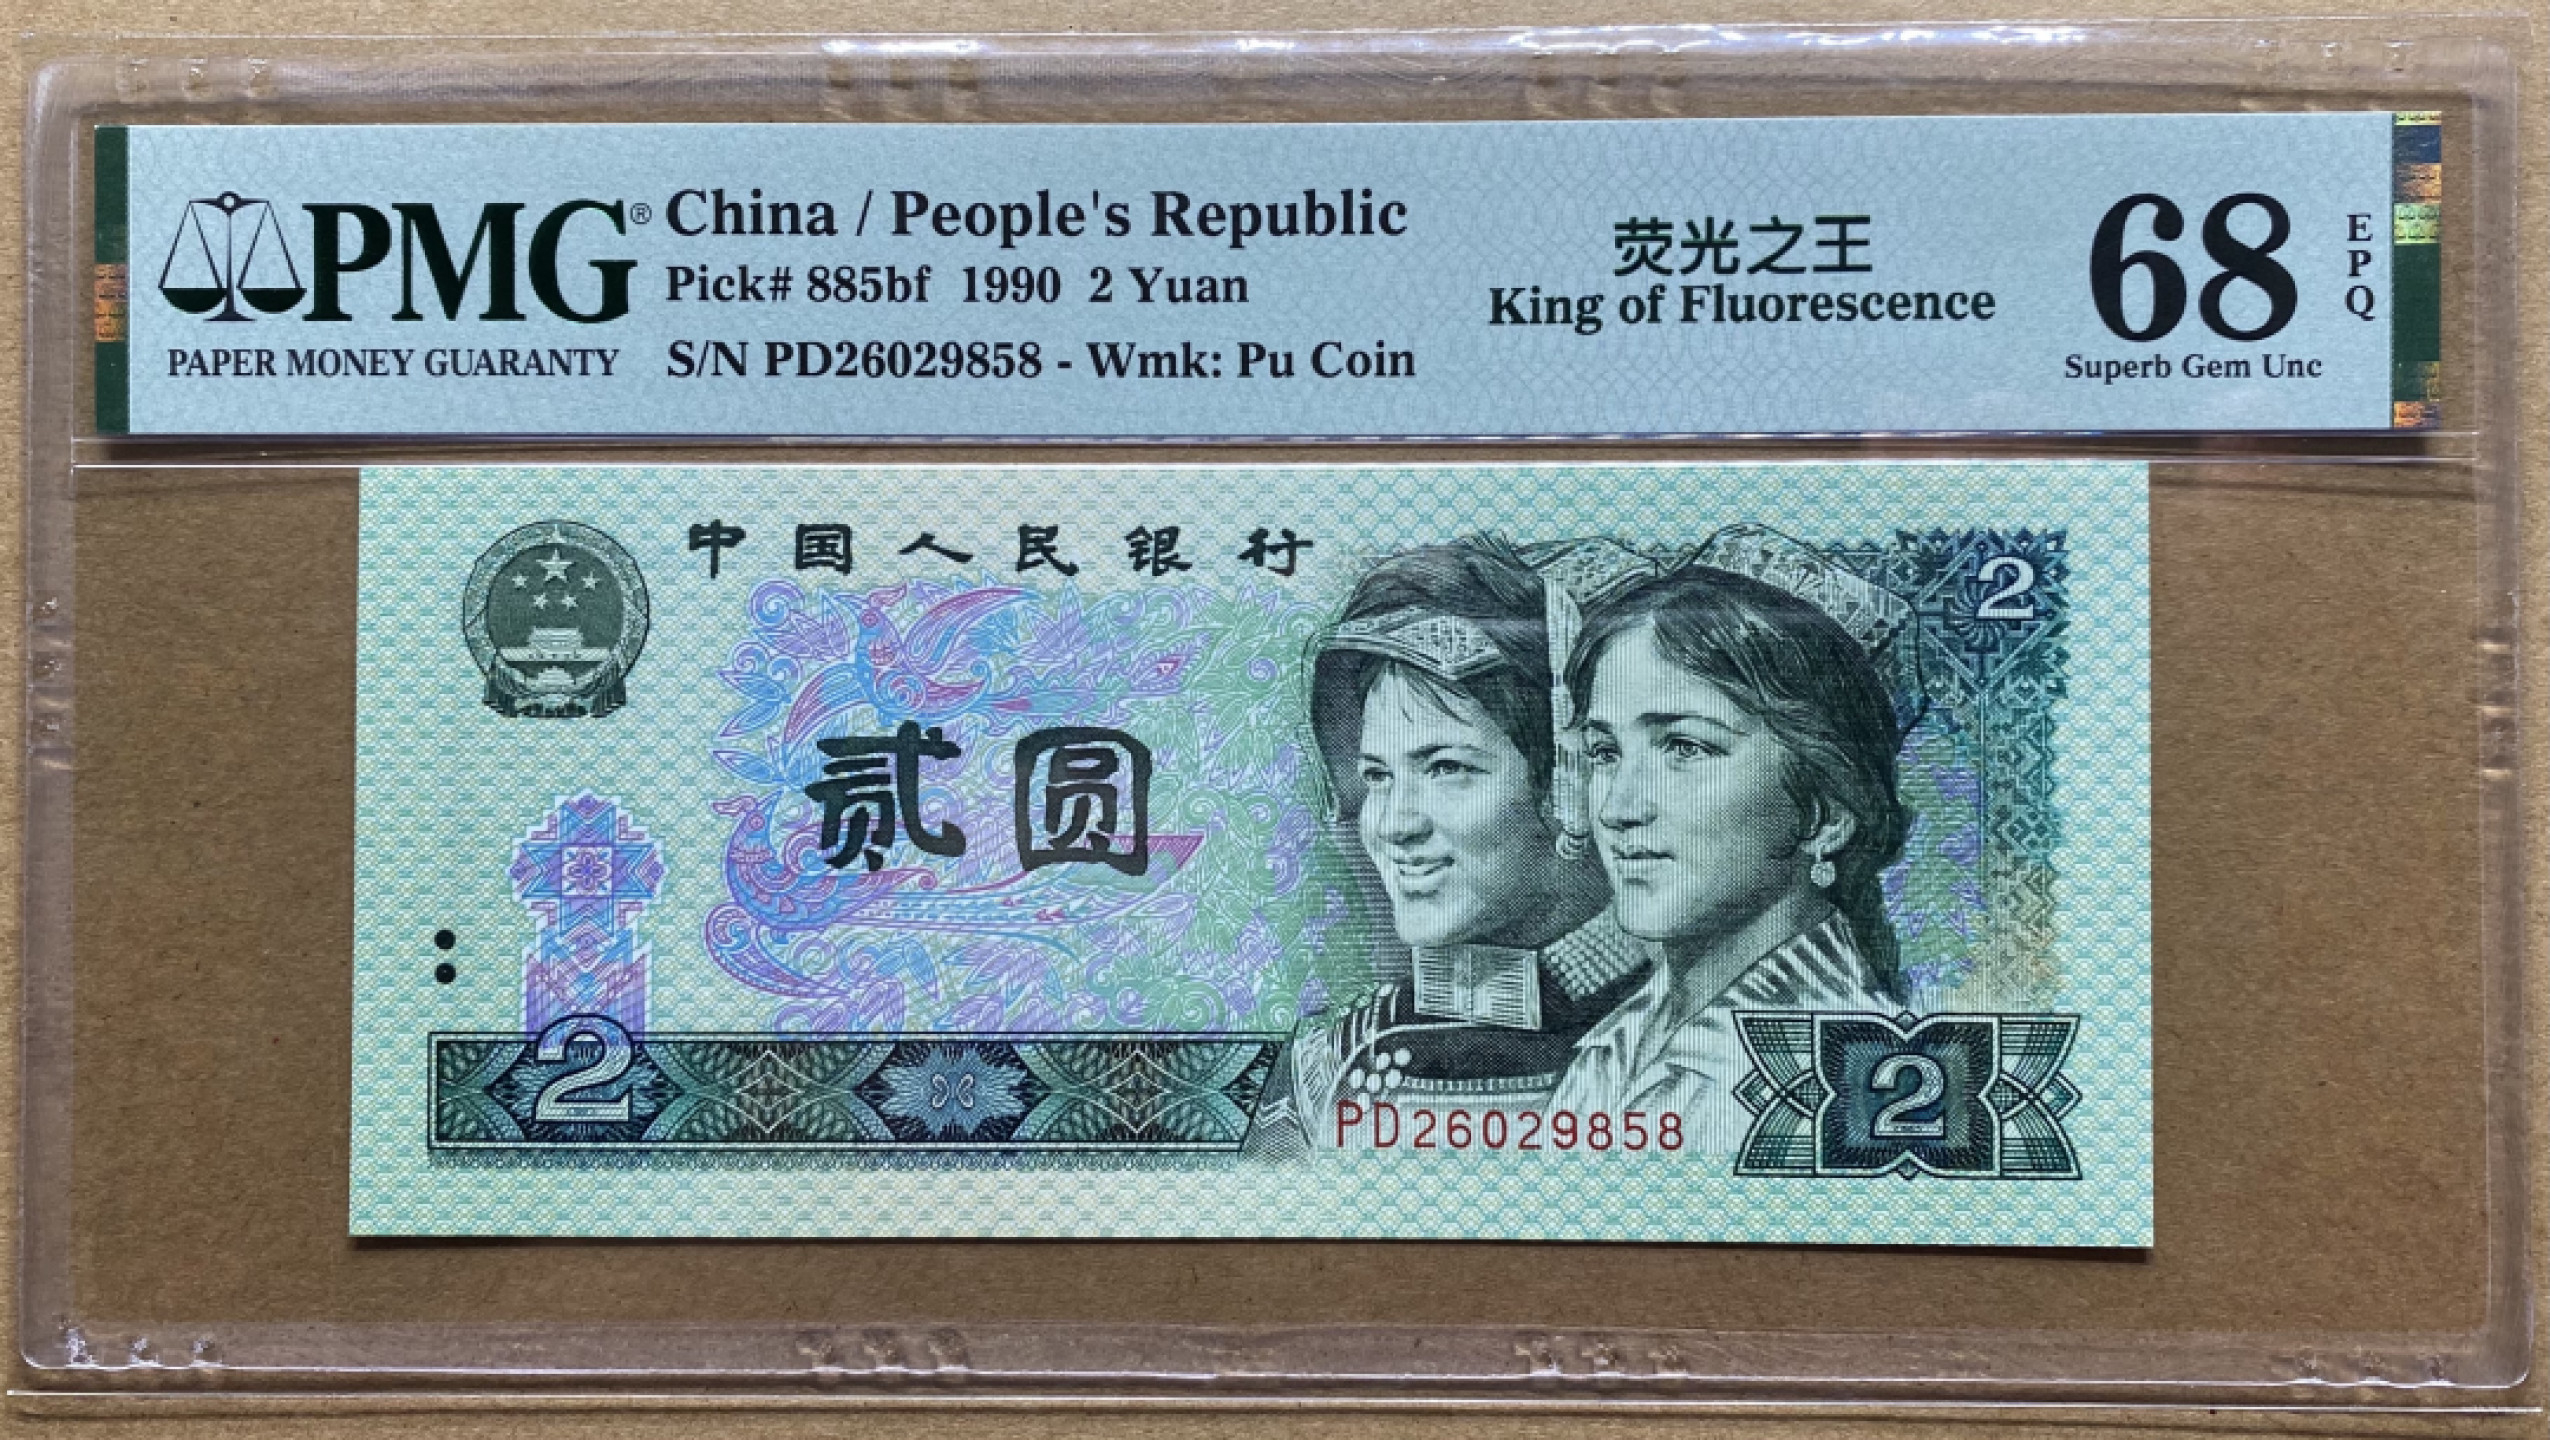 PMG®
PAPER MONEY GUARANTY
China / People's Republic
Pick# 885bf 1990 2 Yuan
S/N PD26029858 - Wmk: Pu Coin
荧光之王
King of Fluorescence
68
EPQ
Superb Gem Unc
中国人民银行
2
贰圆
2
PD26029858
2